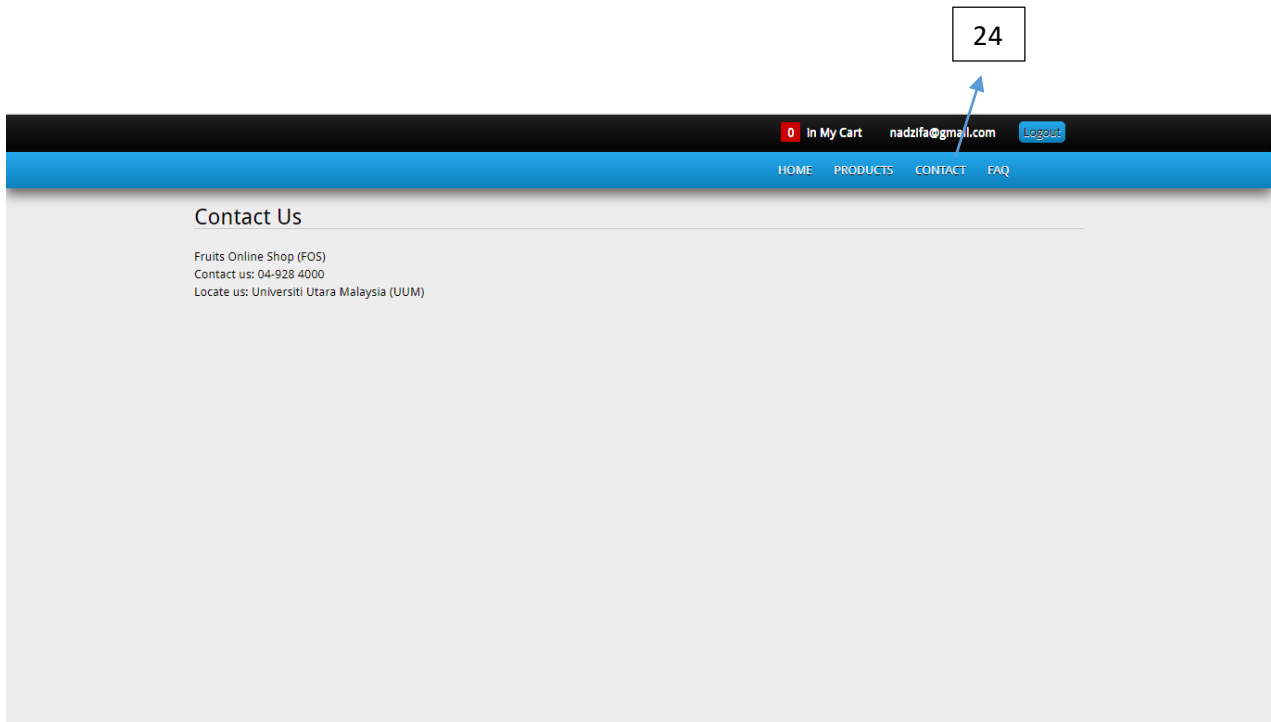 24
0 In My Cart nadzifa@gmail.com Logout
HOME PRODUCTS CONTACT FAQ
Contact Us
Fruits Online Shop (FOS)
Contact us: 04-928 4000
Locate us: Universiti Utara Malaysia (UUM)